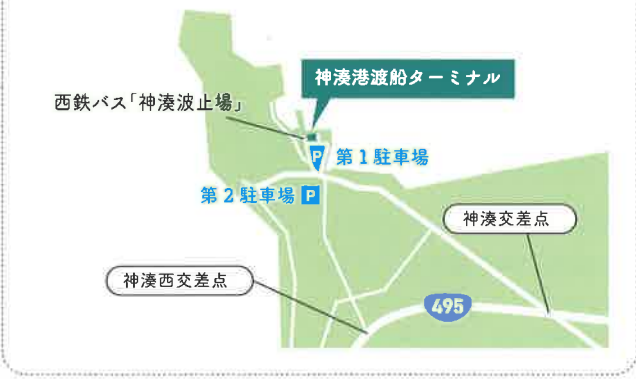 神湊港渡船ターミナル
西鉄バス「神湊波止場」
P 第1駐車場
第2駐車場 P
神湊交差点
神湊西交差点
495